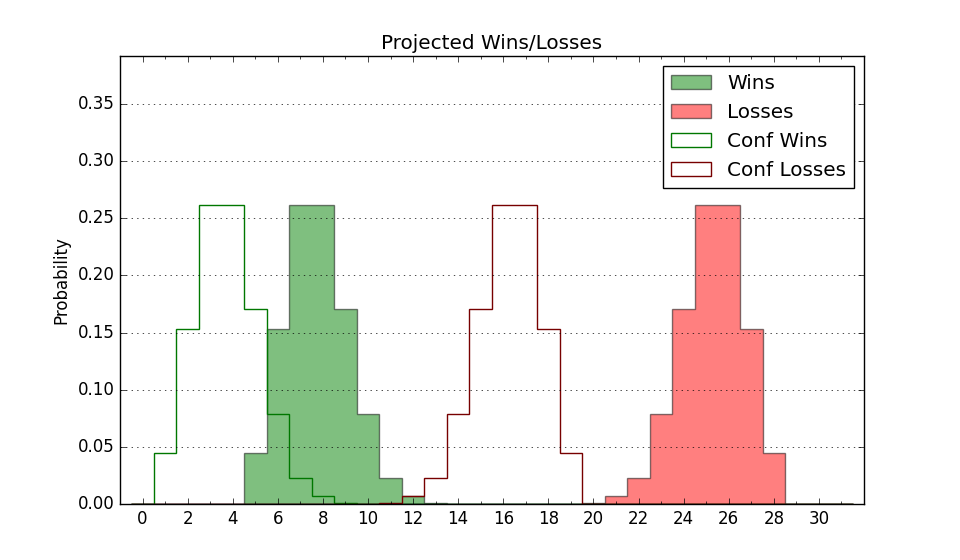 Projected Wins/Losses
Wins
Losses
Conf Wins
Conf Losses
Probability
0.35
0.30
0.25
0.20
0.15
0.10
0.05
0.00
0 2 4 6 8 10 12 14 16 18 20 22 24 26 28 30